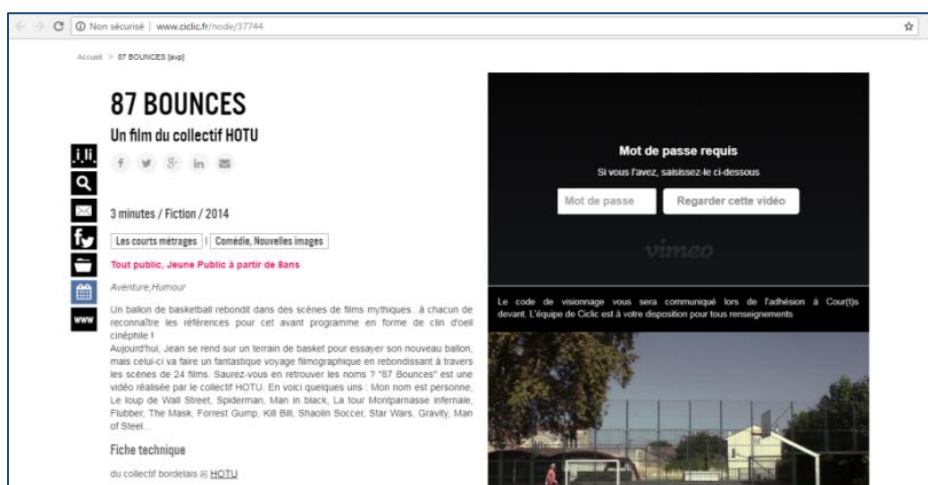 Non sécurisé | www.ciclic.fr/node/37744
Accueil > 87 BOUNCES [avp]
87 BOUNCES
Un film du collectif HOTU
3 minutes / Fiction / 2014
Les courts métrages | Comédie, Nouvelles images
Tout public, Jeune Public à partir de 8ans
Aventure,Humour
Un ballon de basketball rebondit dans des scènes de films mythiques...à chacun de
reconnaître les références pour cet avant programme en forme de clin d'oeil
cinéphile !
Aujourd'hui, Jean se rend sur un terrain de basket pour essayer son nouveau ballon,
mais celui-ci va faire un fantastique voyage filmographique en rebondissant à travers
les scènes de 24 films. Saurez-vous en retrouver les noms ? "87 Bounces" est une
vidéo réalisée par le collectif HOTU. En voici quelques uns : Mon nom est personne,
Le loup de Wall Street, Spiderman, Man in black, La tour Montparnasse infernale,
Flubber, The Mask, Forrest Gump, Kill Bill, Shaolin Soccer, Star Wars, Gravity, Man
of Steel...
Fiche technique
du collectif bordelais HOTU
www
Mot de passe requis
Si vous l'avez, saisissez-le ci-dessous
Mot de passe
Regarder cette vidéo
vimeo
Le code de visionnage vous sera communiqué lors de l'adhésion à Cour(t)s
devant. L'équipe de Ciclic est à votre disposition pour tous renseignements